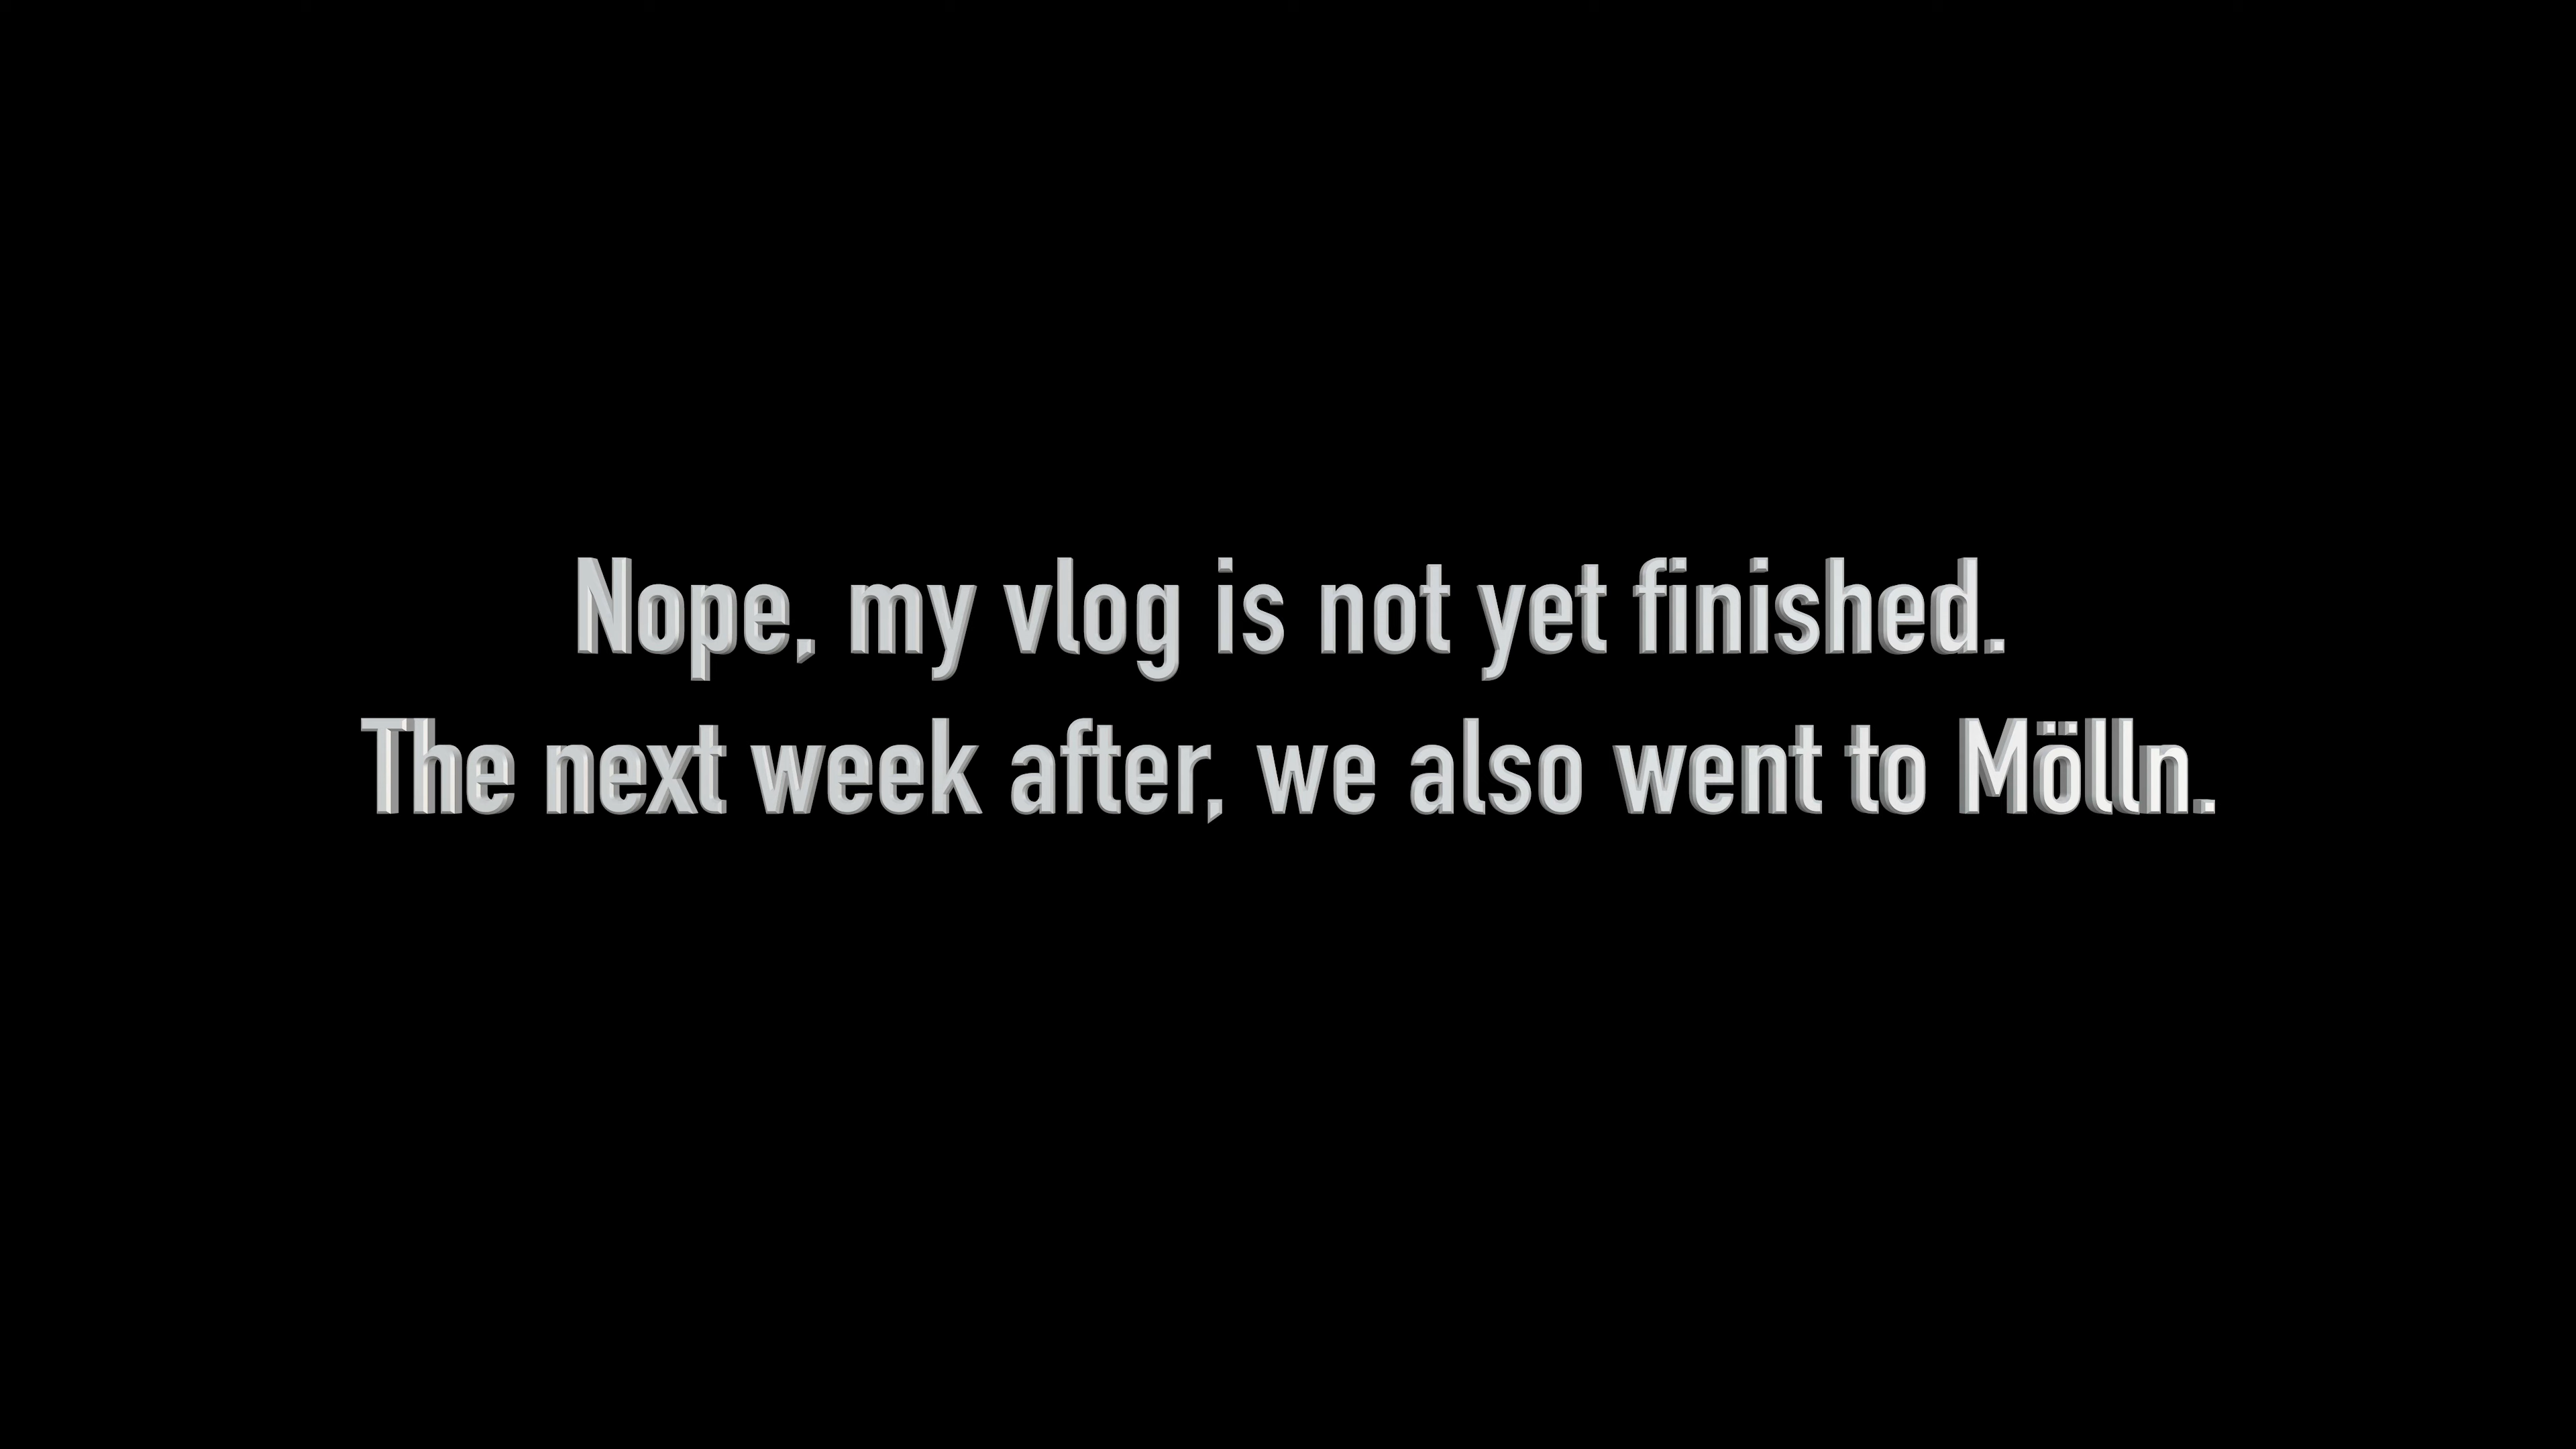 Nope, my vlog is not yet finished.
The next week after, we also went to Mölln.